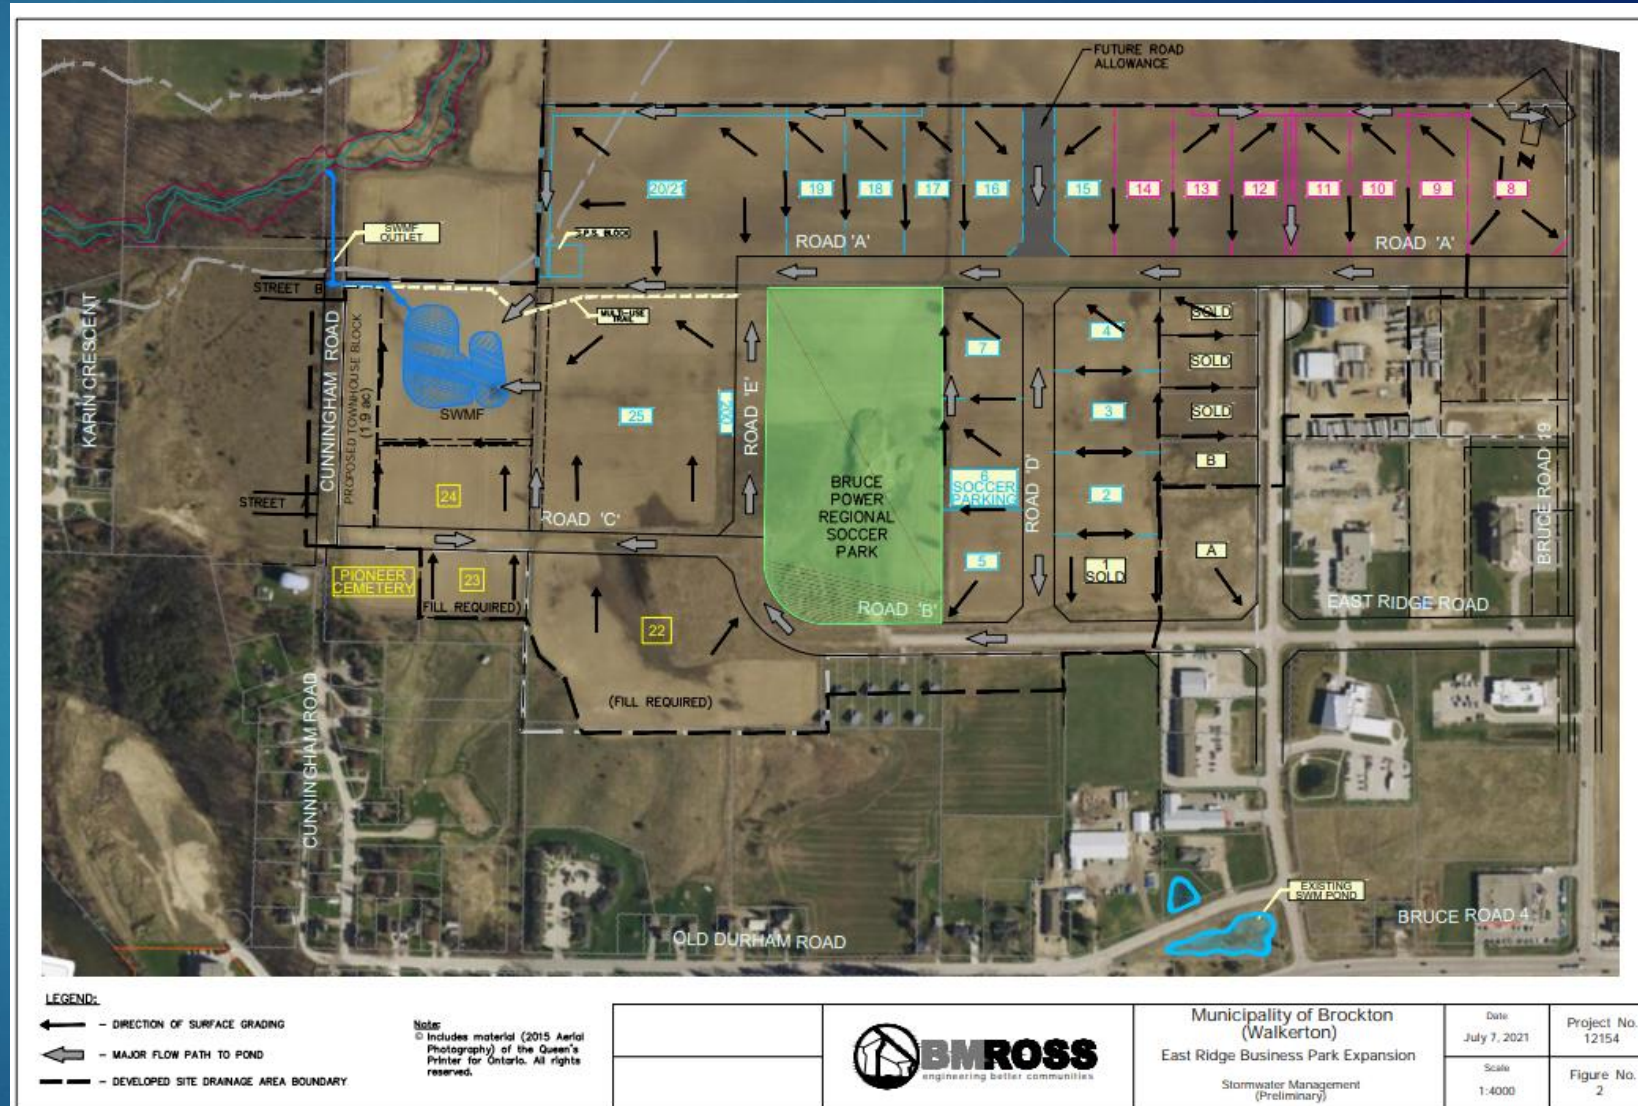 FUTURE ROAD
ALLOWANCE
N
20/21
19
18
17
16
15
14
13
12
11
10
9
8
SWMF
OUTLET
P.S. BLOCK
ROAD 'A'
ROAD 'A'
STREET B
MULTI-USE
TRAIL
KARIN CRESCENT
CUNNINGHAM ROAD
PROPOSED TOWNHOUSE BLOCK
(1.9 ac)
SWMF
25
ROAD 'E'
7
4
3
2
SOLD
SOLD
SOLD
B
A
1
SOLD
6
SOCCER
PARKING
5
ROAD 'D'
BRUCE
POWER
REGIONAL
SOCCER
PARK
ROAD 'B'
BRUCE ROAD 19
EAST RIDGE ROAD
24
STREET A
ROAD 'C'
PIONEER
CEMETERY
23
(FILL REQUIRED)
22
(FILL REQUIRED)
CUNNINGHAM ROAD
EXISTING
SWM POND
BRUCE ROAD 4
OLD DURHAM ROAD
LEGEND:
- DIRECTION OF SURFACE GRADING
- MAJOR FLOW PATH TO POND
- DEVELOPED SITE DRAINAGE AREA BOUNDARY
Note:
© Includes material (2015 Aerial
Photography) of the Queen's
Printer for Ontario. All rights
reserved.
BMROSS
engineering better communities
Municipality of Brockton
(Walkerton)
East Ridge Business Park Expansion
Stormwater Management
(Preliminary)
Date
July 7, 2021
Scale
1:4000
Project No.
12154
Figure No.
2